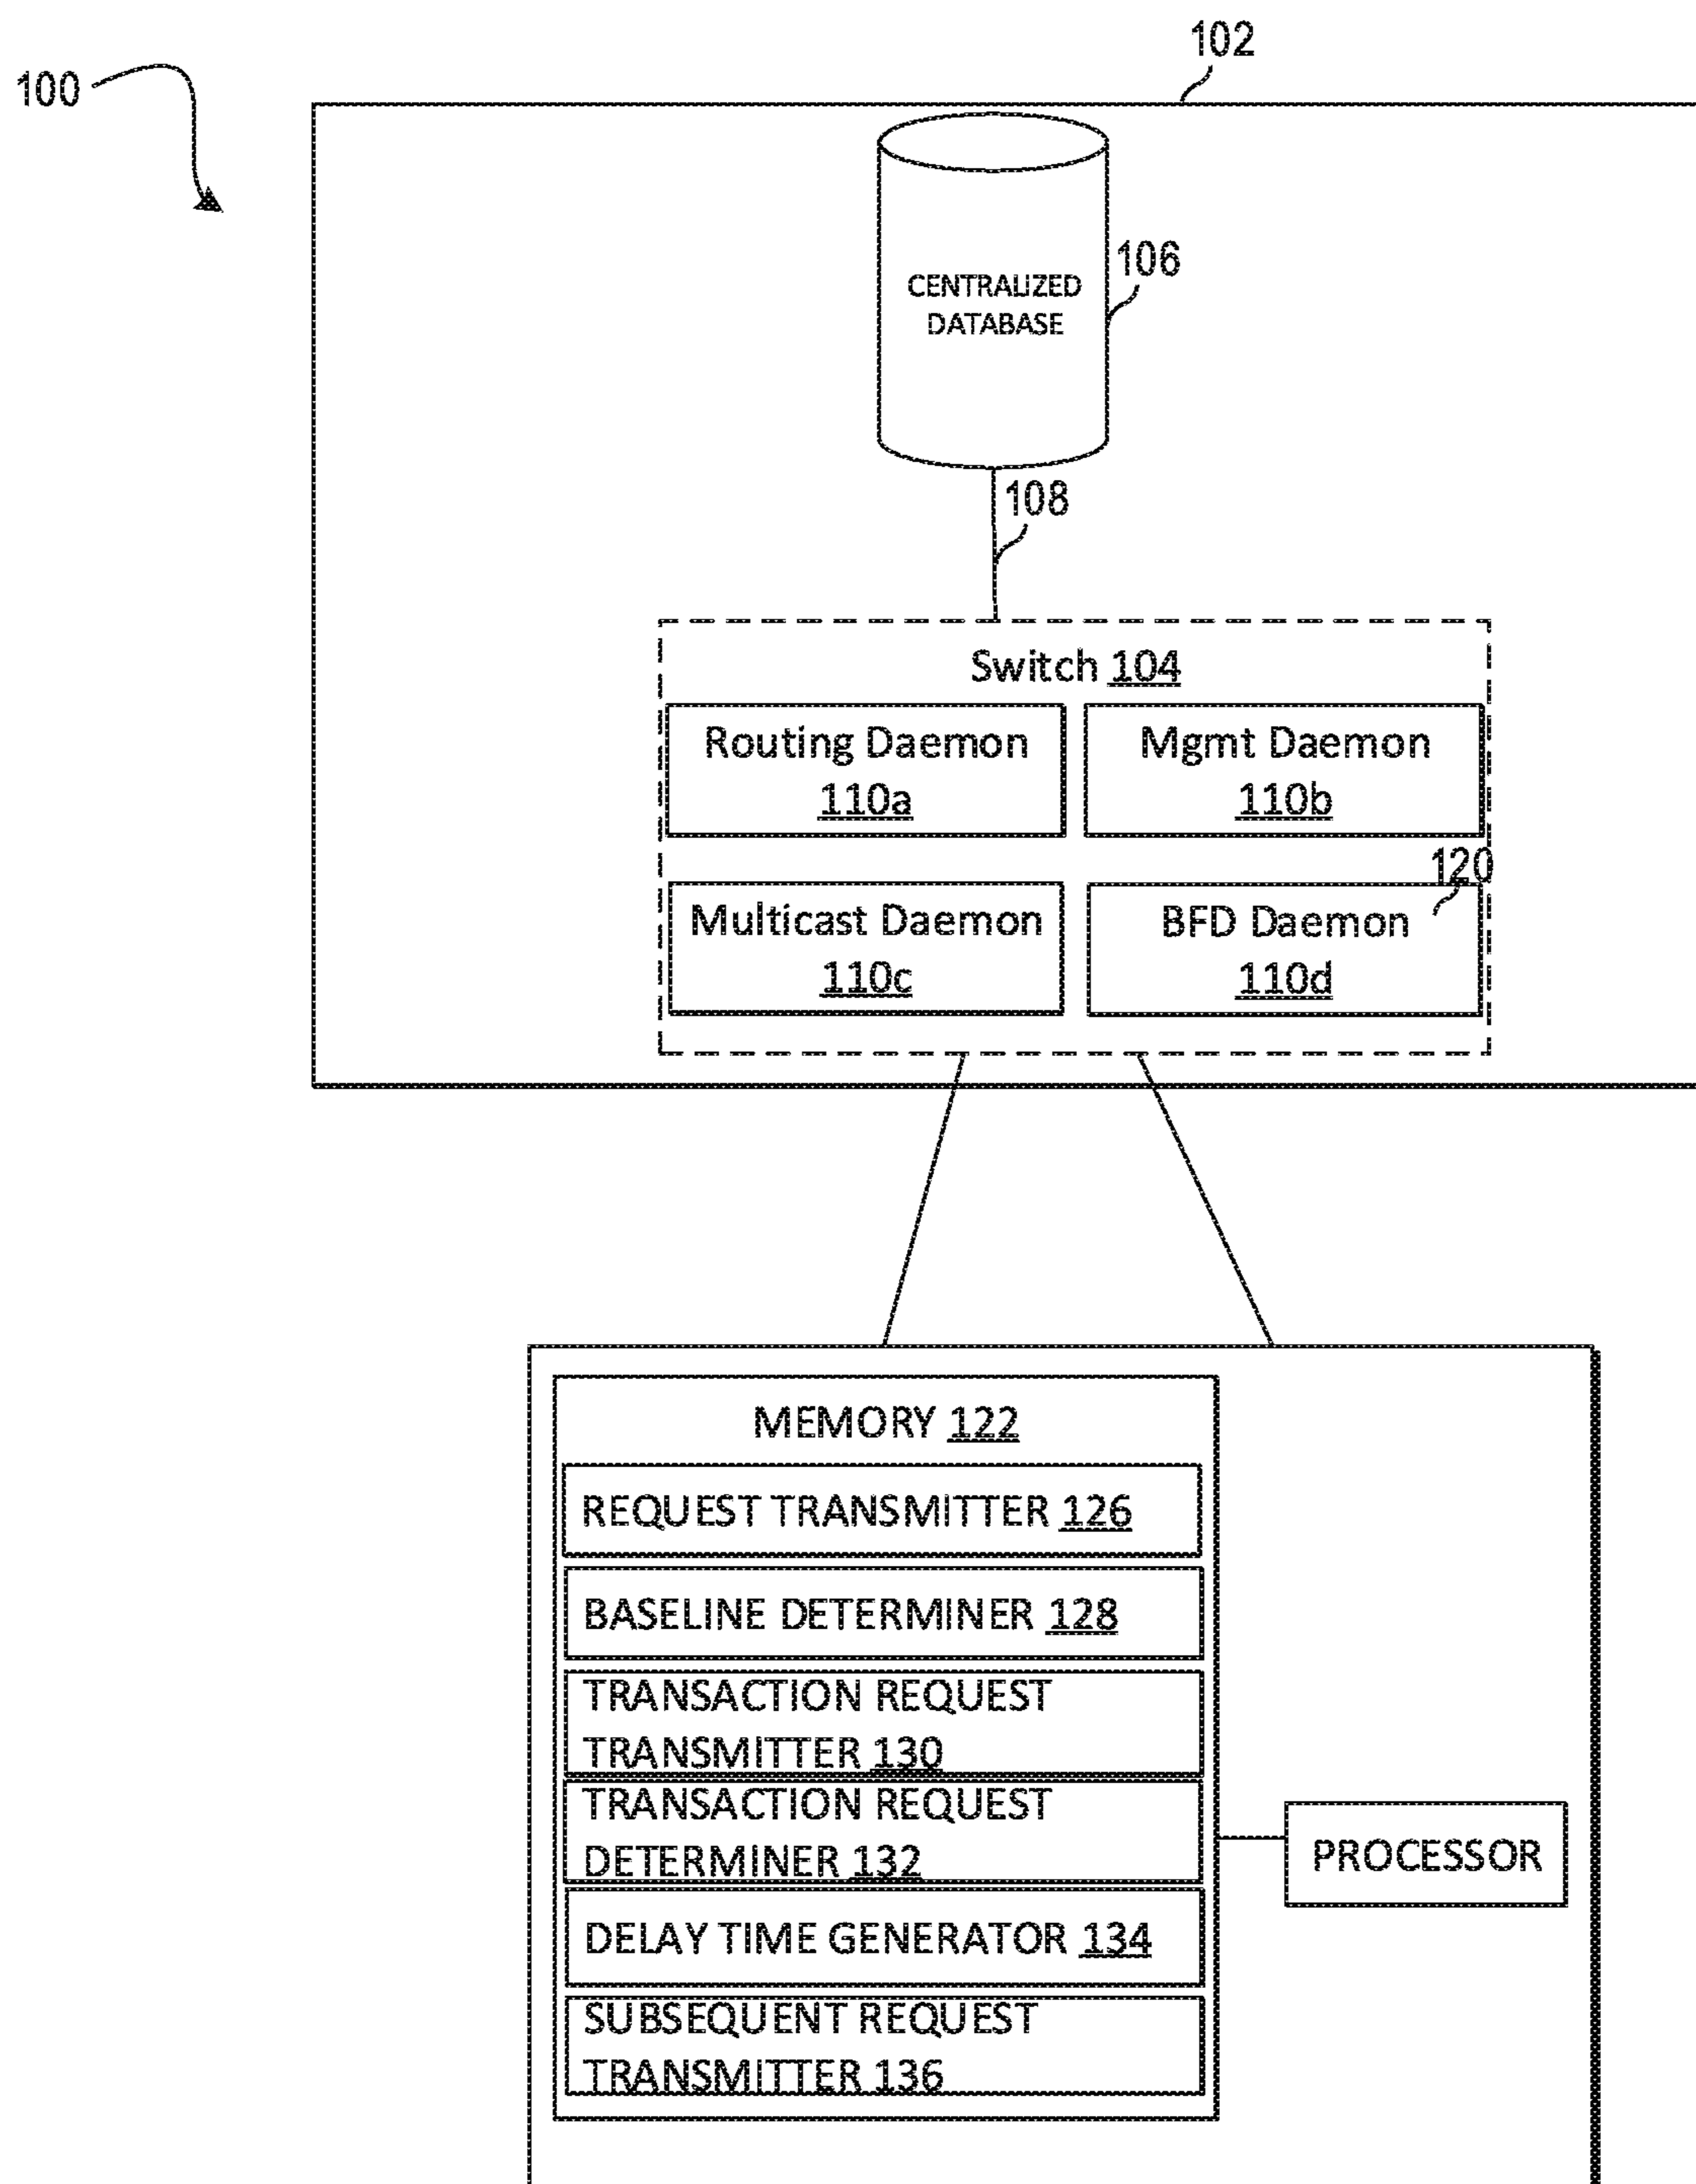 102
100
106
CENTRALIZED
DATABASE
108
Switch 104
Routing Daemon
110a
Mgmt Daemon
110b
120
Multicast Daemon
110c
BFD Daemon
110d
MEMORY 122
REQUEST TRANSMITTER 126
BASELINE DETERMINER 128
TRANSACTION REQUEST
TRANSMITTER 130
TRANSACTION REQUEST
DETERMINER 132
PROCESSOR
DELAY TIME GENERATOR 134
SUBSEQUENT REQUEST
TRANSMITTER 136